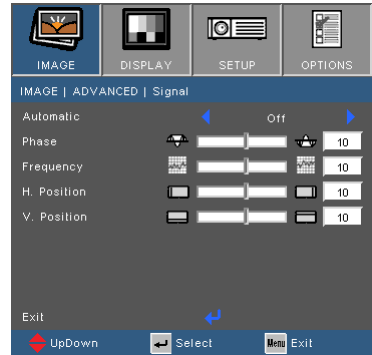 IMAGE DISPLAY SETUP OPTIONS
IMAGE | ADVANCED | Signal
Automatic Off
Phase 10
Frequency 10
H. Position 10
V. Position 10
Exit
UpDown Select Menu Exit